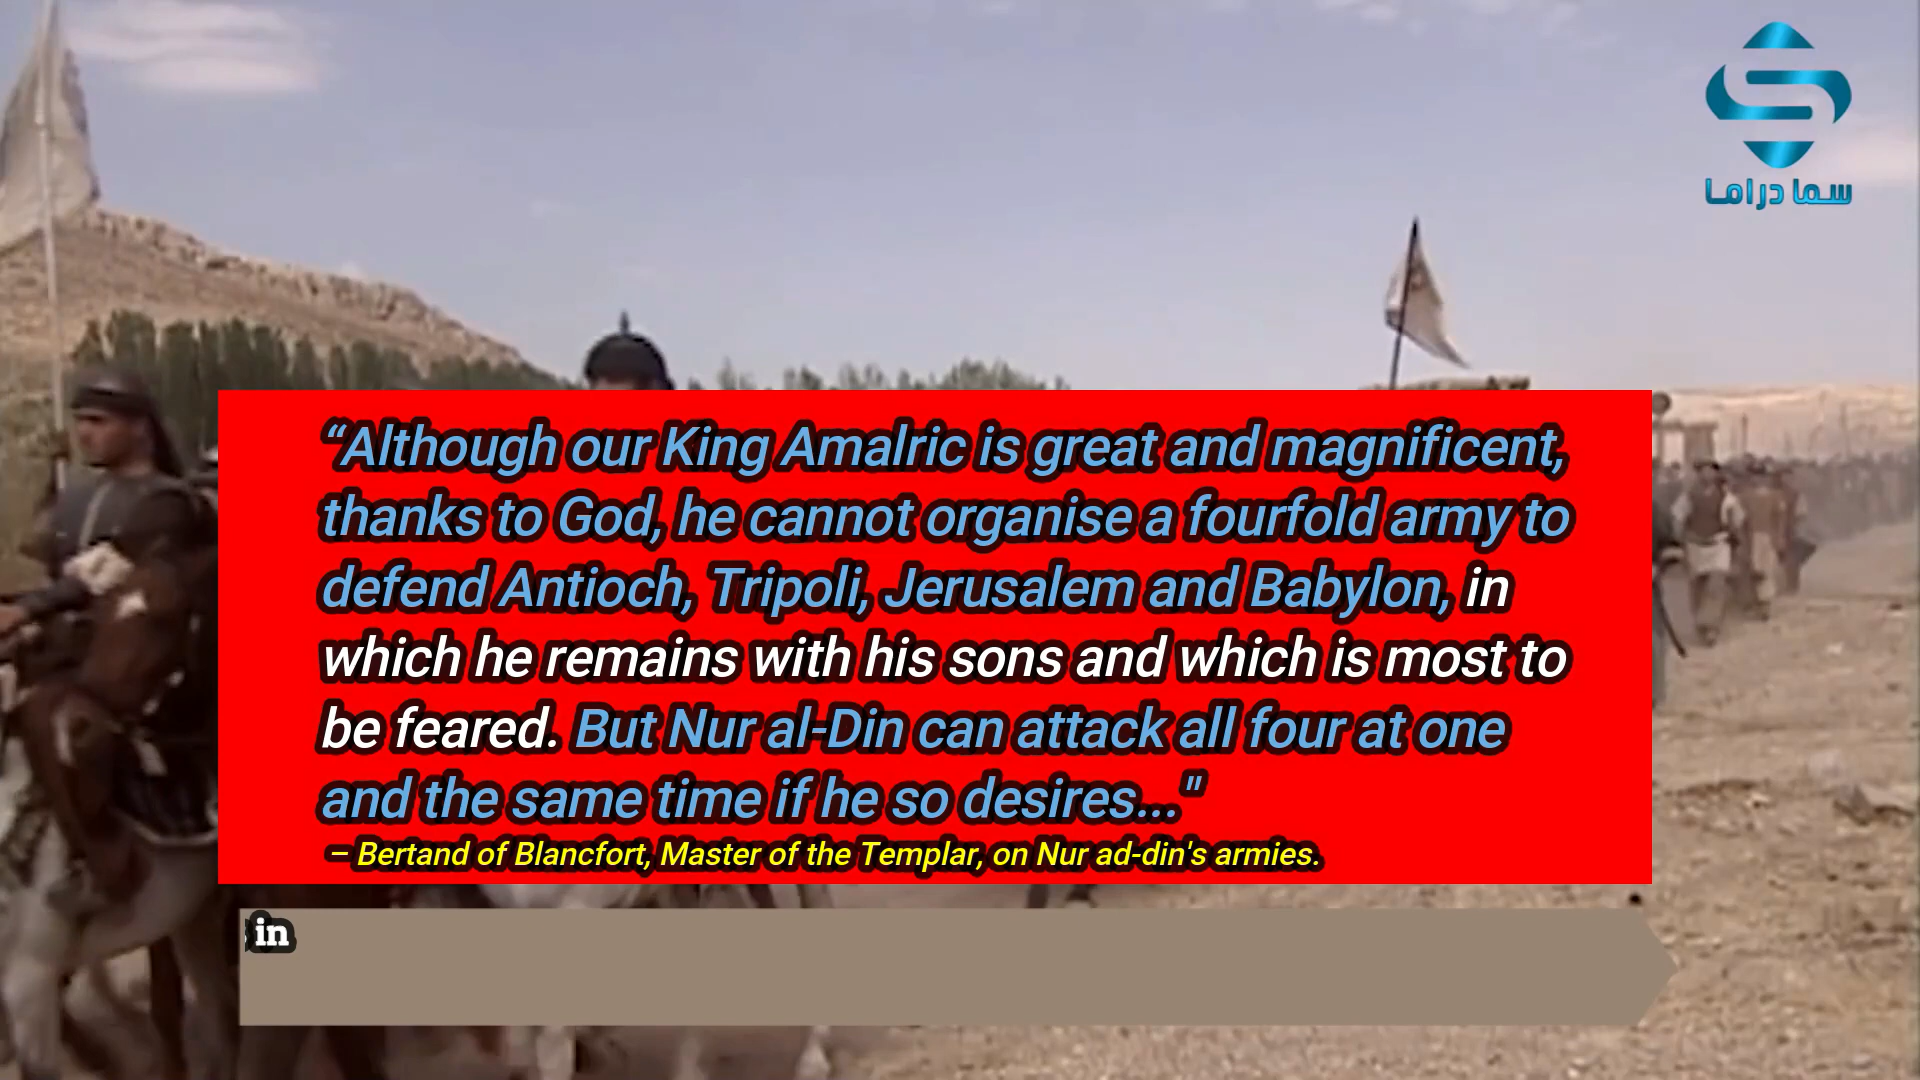 سما دراما
“Although our King Amalric is great and magnificent,
thanks to God, he cannot organise a fourfold army to
defend Antioch, Tripoli, Jerusalem and Babylon, in
which he remains with his sons and which is most to
be feared. But Nur al-Din can attack all four at one
and the same time if he so desires..."
– Bertand of Blancfort, Master of the Templar, on Nur ad-din's armies.
in